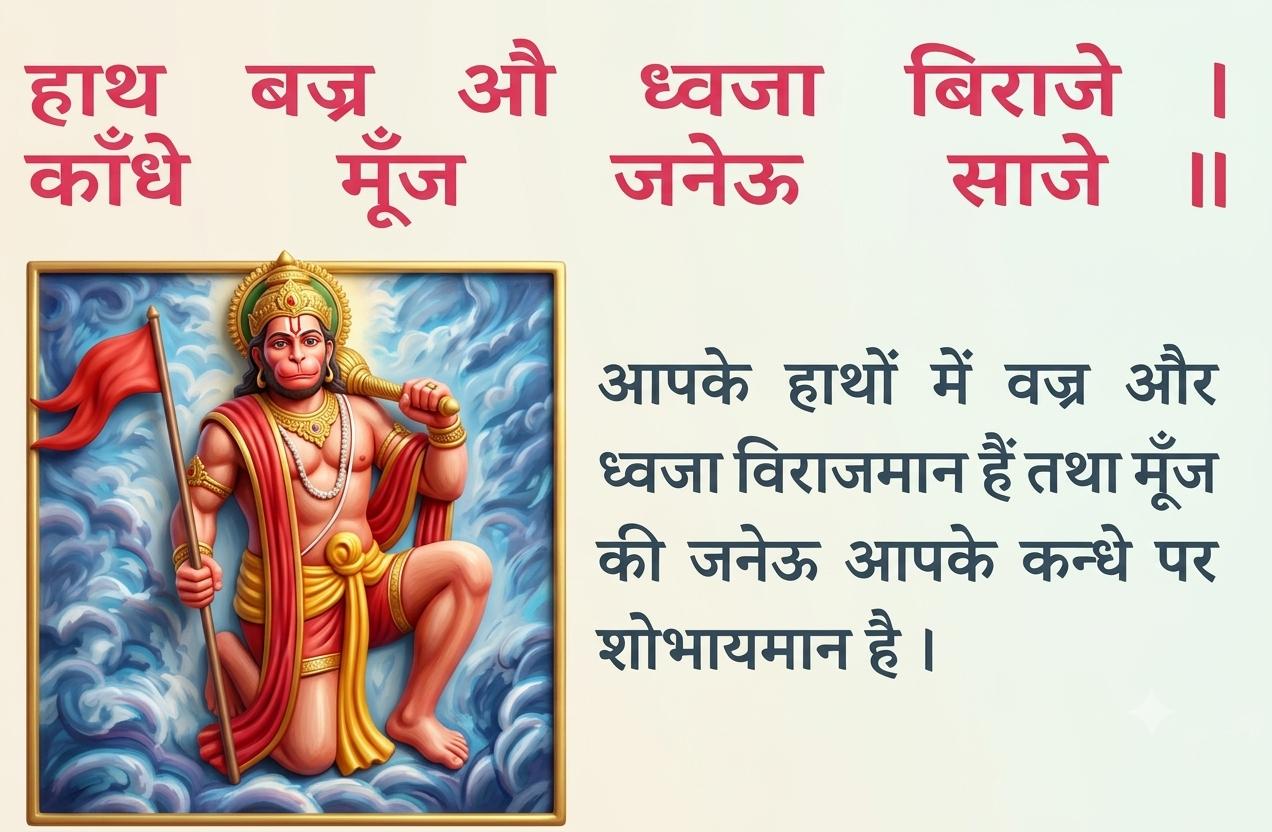 हाथ बज्र औ ध्वजा बिराजे ।
काँधे मूँज जनेऊ साजे ॥
आपके हाथों में वज्र और
ध्वजा विराजमान हैं तथा मूँज
की जनेऊ आपके कन्धे पर
शोभायमान है ।